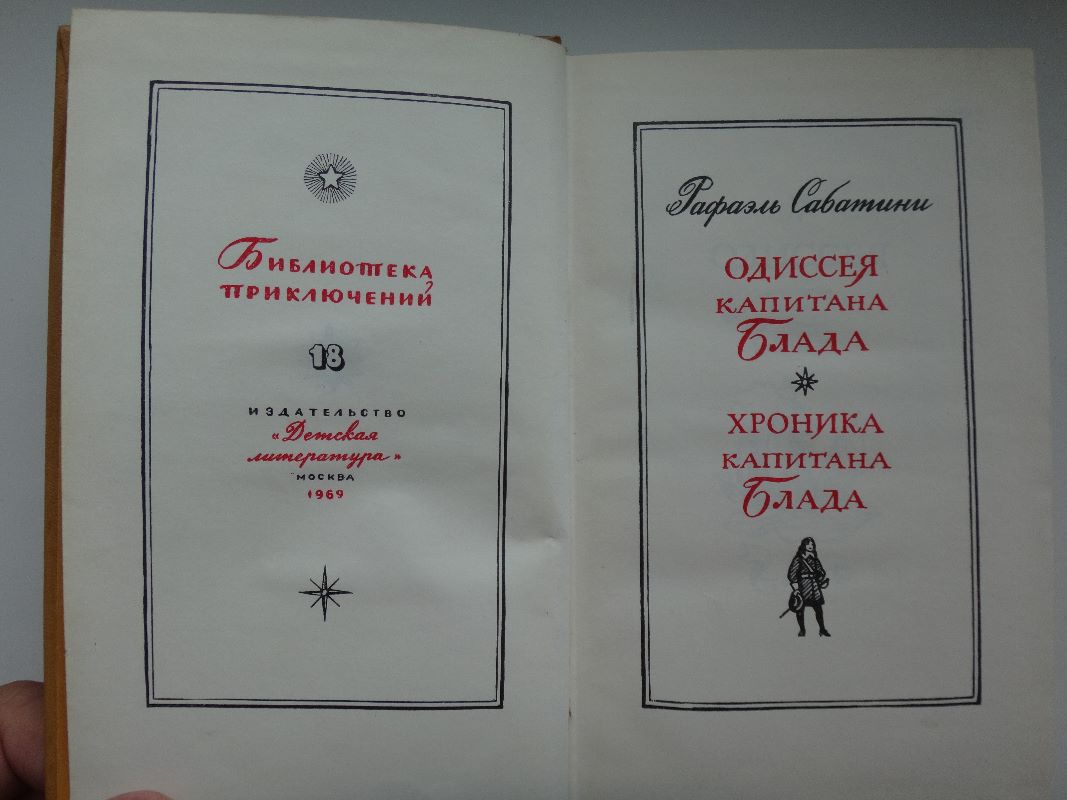 Библиотека
приключений
18
ИЗДАТЕЛЬСТВО
«Детская
литература»
МОСКВА
1969
Рафаэль Сабатини
ОДИССЕЯ
КАПИТАНА
БЛАДА
ХРОНИКА
КАПИТАНА
БЛАДА